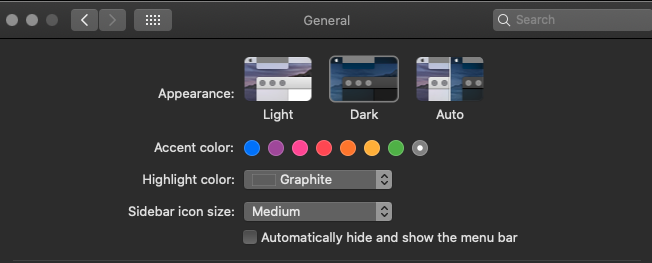 General
Search
Appearance:
Light
Dark
Auto
Accent color:
Highlight color: Graphite
Sidebar icon size: Medium
Automatically hide and show the menu bar